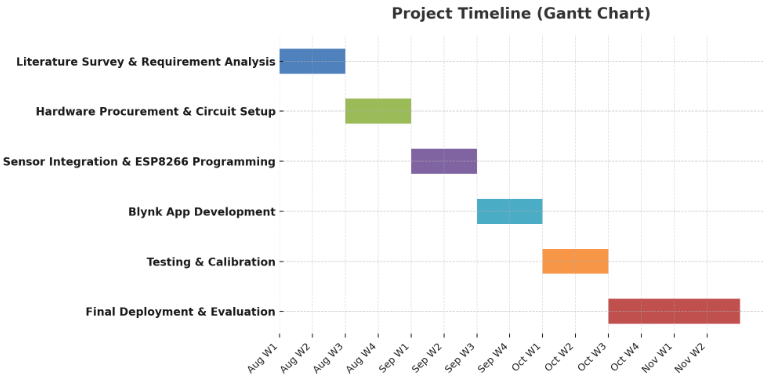 Project Timeline (Gantt Chart)
Literature Survey & Requirement Analysis
Hardware Procurement & Circuit Setup
Sensor Integration & ESP8266 Programming
Blynk App Development
Testing & Calibration
Final Deployment & Evaluation
Aug W1
Aug W2
Aug W3
Aug W4
Sep W1
Sep W2
Sep W3
Sep W4
Oct W1
Oct W2
Oct W3
Oct W4
Nov W1
Nov W2